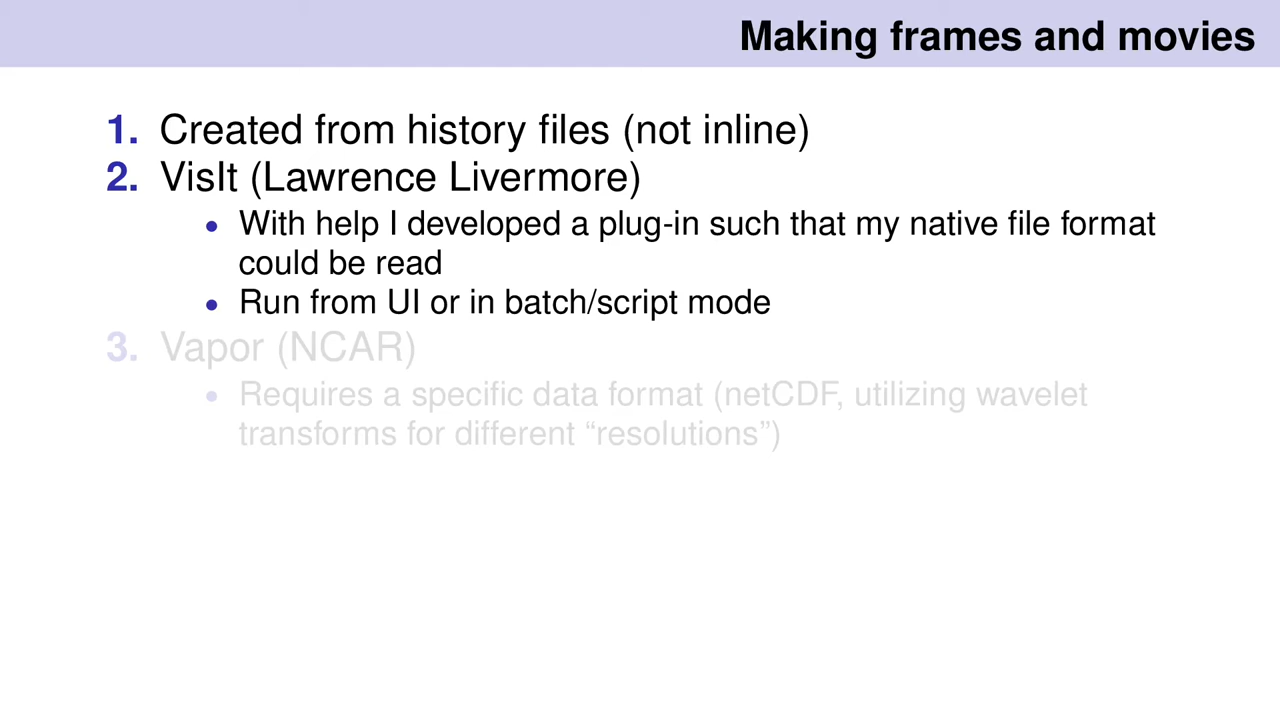 Making frames and movies
1. Created from history files (not inline)
2. VisIt (Lawrence Livermore)
• With help I developed a plug-in such that my native file format
could be read
• Run from UI or in batch/script mode
3. Vapor (NCAR)
• Requires a specific data format (netCDF, utilizing wavelet
transforms for different “resolutions”)